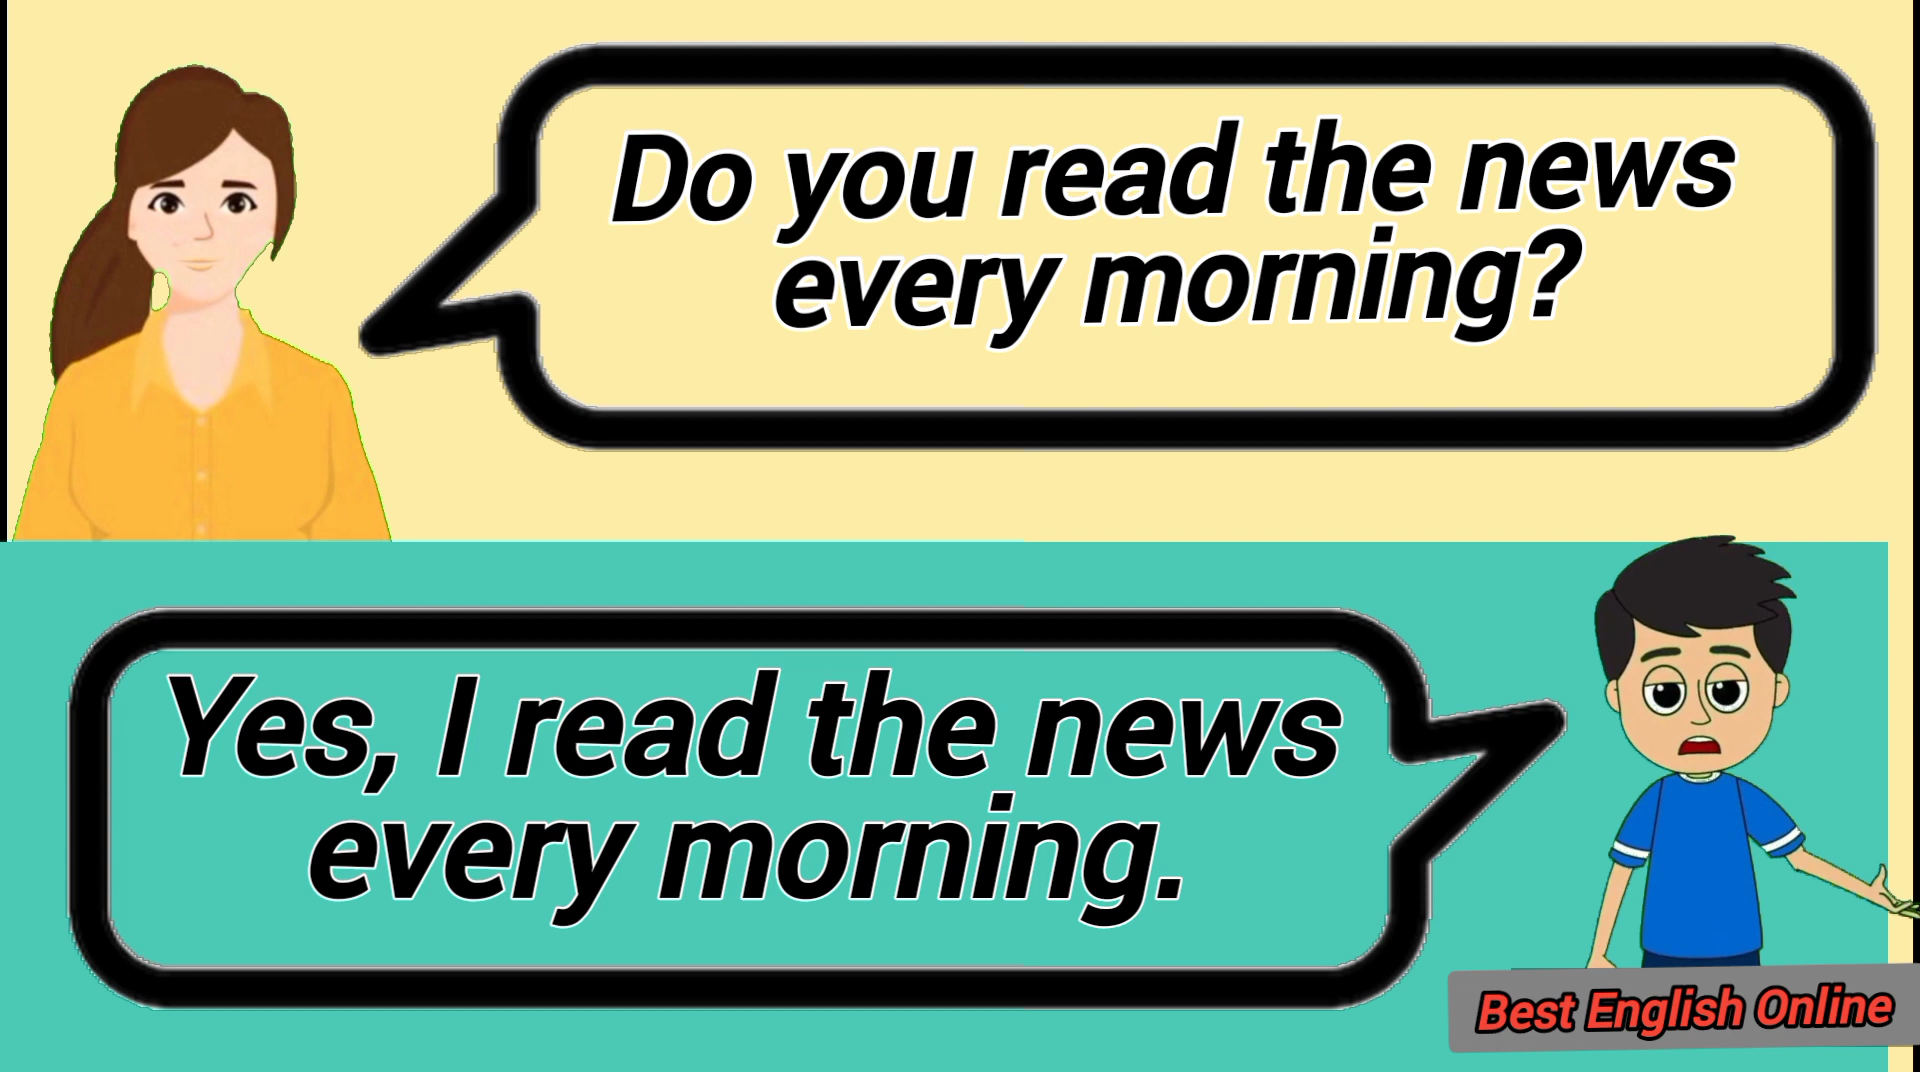 Do you read the news
every morning?
Yes, I read the news
every morning.
Best English Online